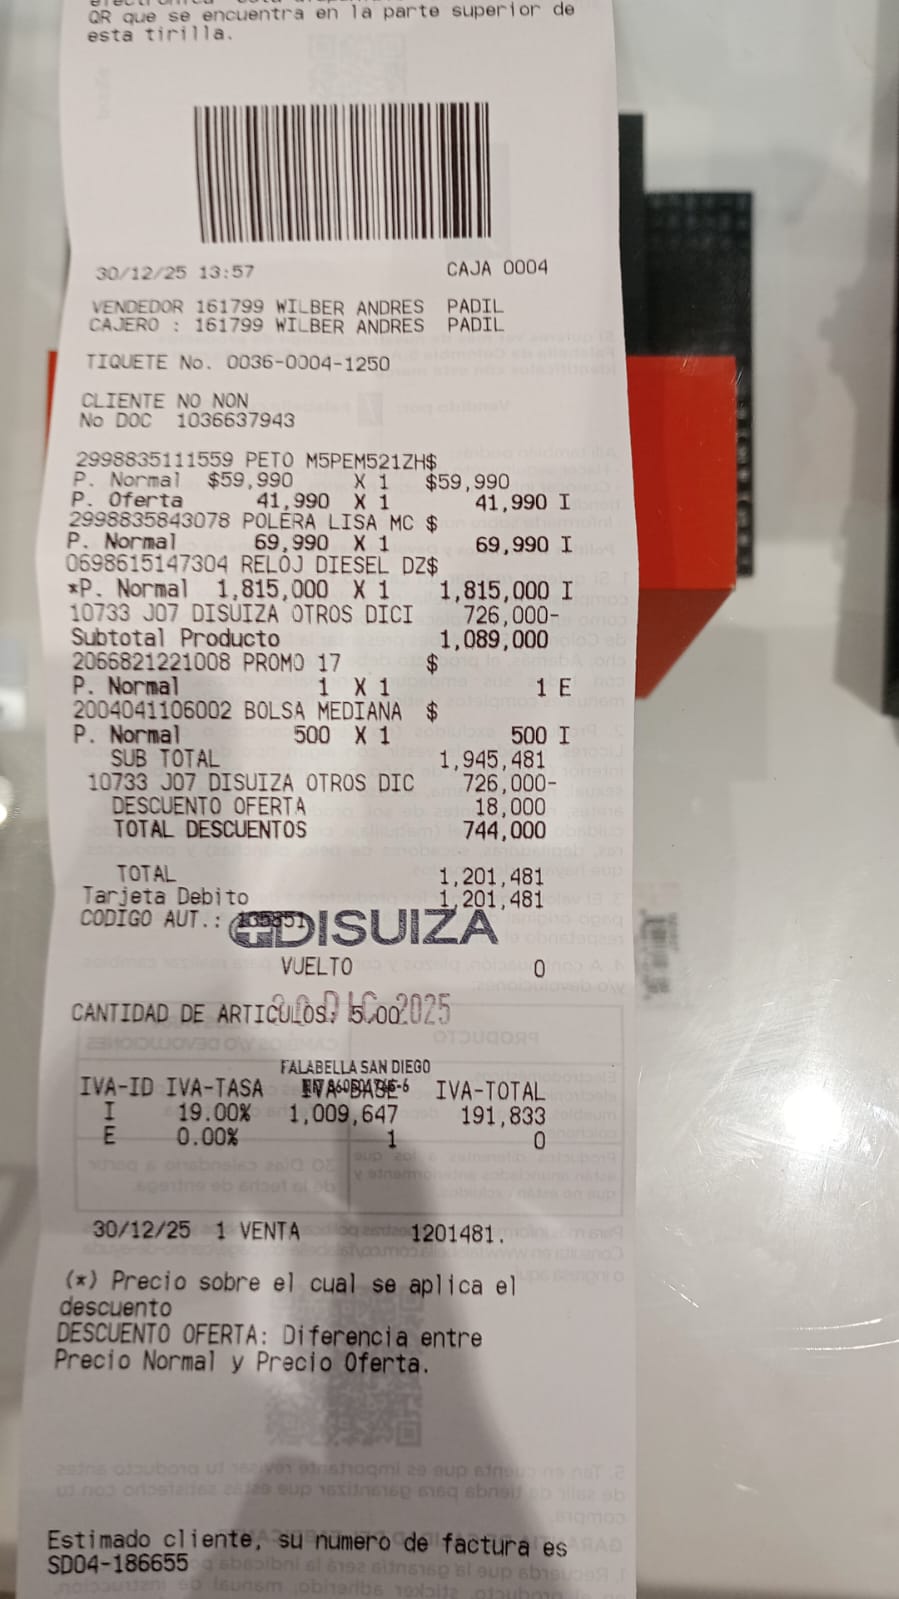 QR que se encuentra en la parte superior de
esta tirilla.
30/12/25 13:57 CAJA 0004
VENDEDOR 161799 WILBER ANDRES PADIL
CAJERO : 161799 WILBER ANDRES PADIL
TIQUETE No. 0036-0004-1250
CLIENTE NO NON
No DOC 1036637943
2998835111559 PETO M5PEM521ZH$
P. Normal $59,990 X 1 $59,990
P. Oferta 41,990 X 1 41,990 I
2998835843078 POLERA LISA MC $
P. Normal 69,990 X 1 69,990 I
0698615147304 RELOJ DIESEL DZ$
*P. Normal 1,815,000 X 1 1,815,000 I
10733 J07 DISUIZA OTROS DICI 726,000-
Subtotal Producto 1,089,000
2066821221008 PROMO 17 $
P. Normal 1 X 1 1 E
2004041106002 BOLSA MEDIANA $
P. Normal 500 X 1 500 I
SUB TOTAL 1,945,481
10733 J07 DISUIZA OTROS DIC 726,000-
DESCUENTO OFERTA 18,000
TOTAL DESCUENTOS 744,000
TOTAL 1,201,481
Tarjeta Debito 1,201,481
CODIGO AUT.:
DISUIZA
VUELTO 0
DIC 2025
CANTIDAD DE ARTICULOS: 5.00
FALABELLA SAN DIEGO
IVA-ID IVA-TASA IVA-BASE IVA-TOTAL
I 19.00% 1,009,647 191,833
E 0.00% 1 0
30/12/25 1 VENTA 1201481.
(*) Precio sobre el cual se aplica el
descuento
DESCUENTO OFERTA: Diferencia entre
Precio Normal y Precio Oferta.
Estimado cliente, su numero de factura es
SD04-186655